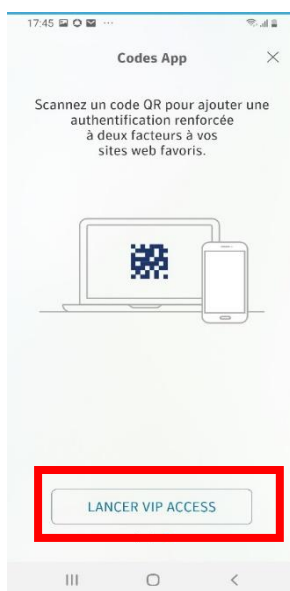 17:45
Codes App
Scannez un code QR pour ajouter une
authentification renforcée
à deux facteurs à vos
sites web favoris.
LANCER VIP ACCESS